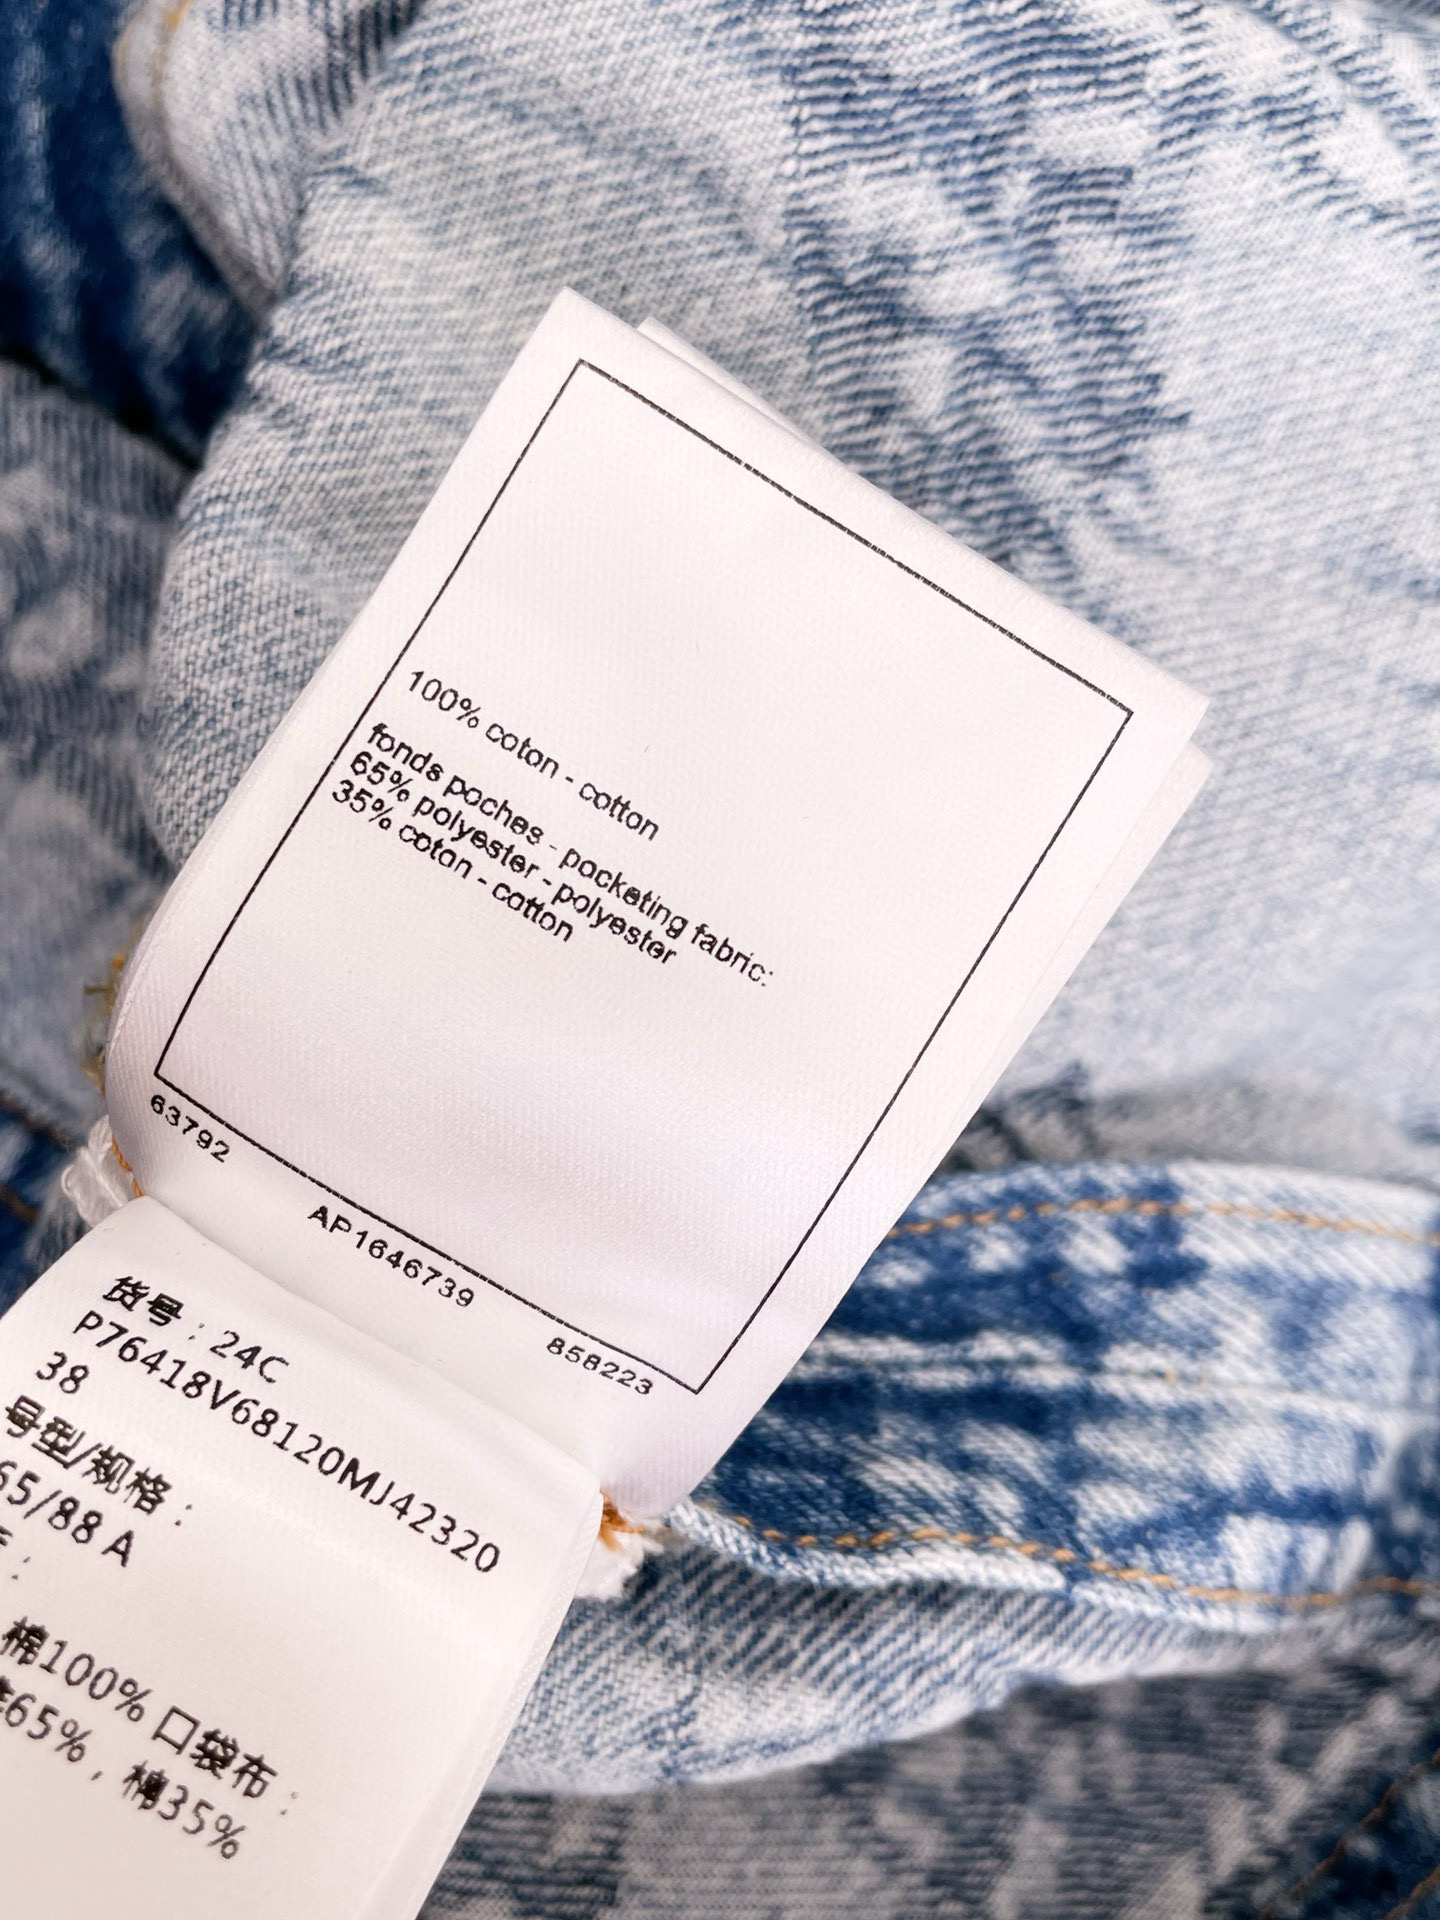 100% coton - cotton
fonds poches - pocketing fabric:
65% polyester - polyester
35% coton - cotton
63792
AP1646739
858223
货号：24C
P76418V68120MJ42320
38
号型/规格：
65/88 A
：
棉100% 口袋布：
65%，棉35%